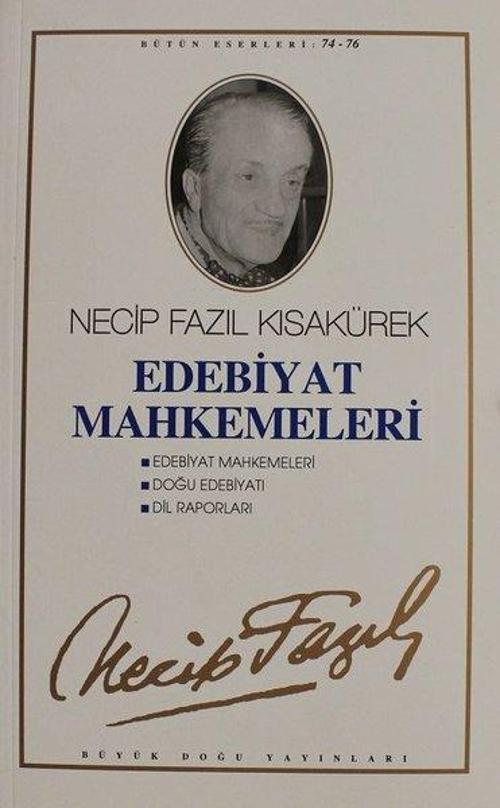 BÜTÜN ESERLERİ: 74 - 76
NECİP FAZIL KISAKÜREK
EDEBİYAT
MAHKEMELERİ
■ EDEBİYAT MAHKEMELERİ
■ DOĞU EDEBİYATI
■ DİL RAPORLARI
Necip Fazıl
BÜYÜK DOĞU YAYINLARI